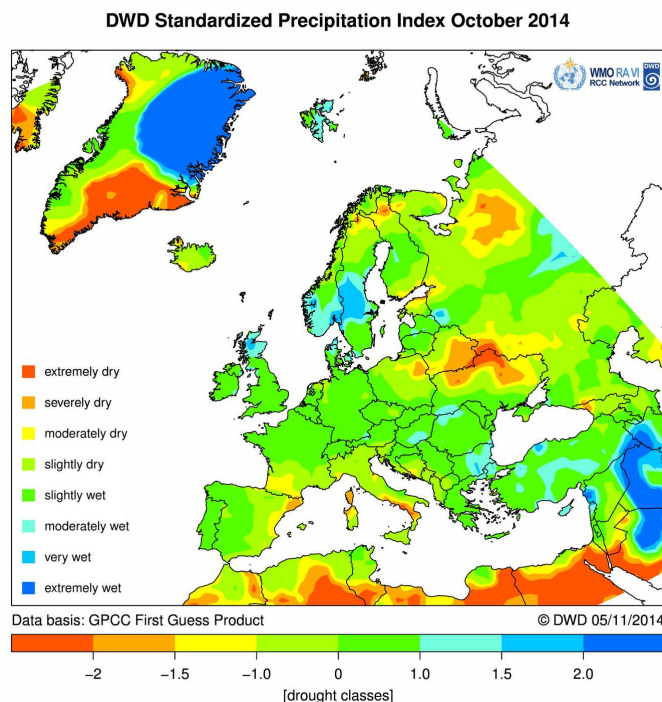 DWD Standardized Precipitation Index October 2014
WMO RA VI
RCC Network
DWD
extremely dry
severely dry
moderately dry
slightly dry
slightly wet
moderately wet
very wet
extremely wet
Data basis: GPCC First Guess Product
© DWD 05/11/2014
−2 −1.5 −1.0 0 1.0 1.5 2.0
[drought classes]